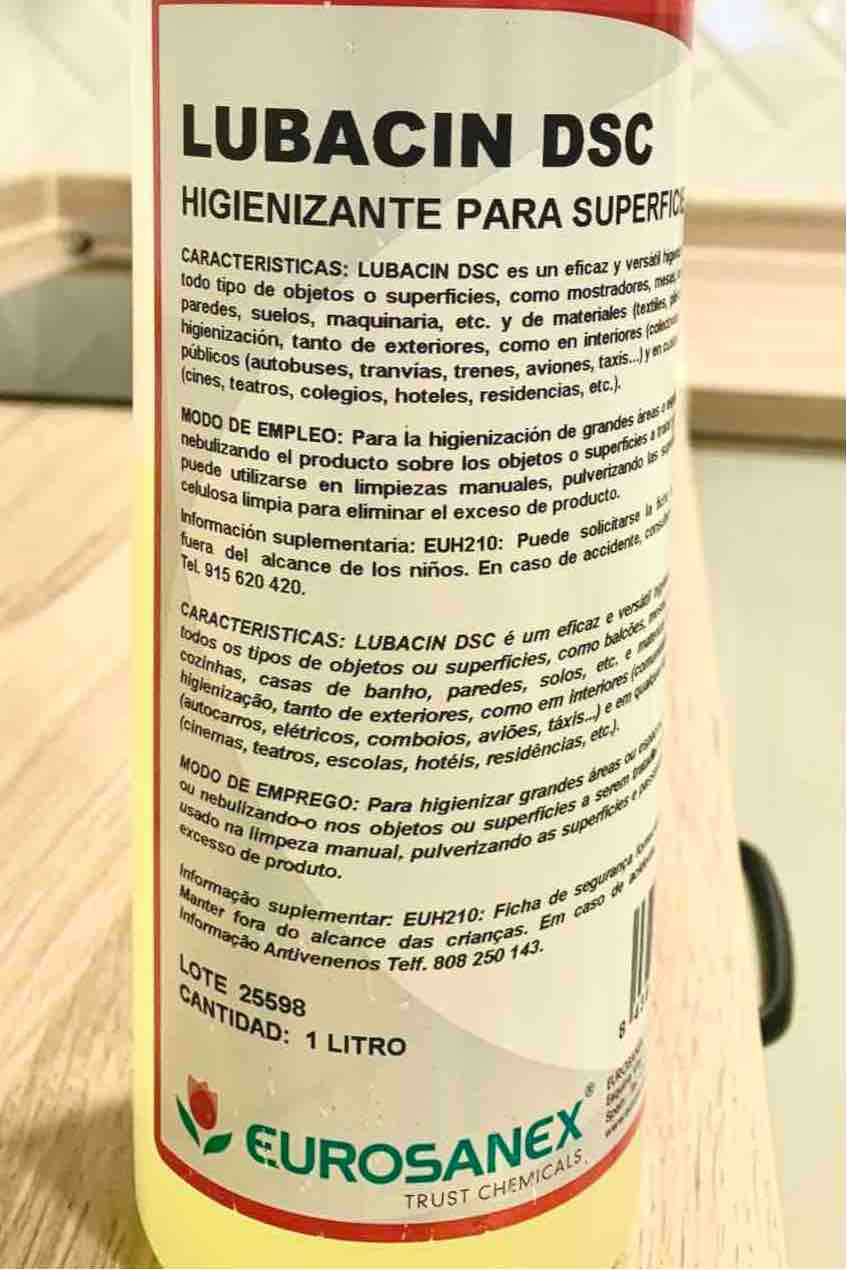 LUBACIN DSC
HIGIENIZANTE PARA
CARACTERISTICAS: LUBACIN DSC es un eficaz y versátil
todo tipo de objetos o superficies, como mostradores, mesas,
paredes, suelos, maquinaria, etc. y de materiales (textiles,
higienización, tanto de exteriores, como en interiores
públicos (autobuses, tranvías, trenes, aviones, taxis...) y en
(cines, teatros, colegios, hoteles, residencias, etc.).
MODO DE EMPLEO: Para la higienización de grandes áreas o
nebulizando el producto sobre los objetos o superficies a
puede utilizarse en limpiezas manuales, pulverizando las
celulosa limpia para eliminar el exceso de producto.
Información suplementaria: EUH210: Puede solicitarse la
fuera del alcance de los niños. En caso de accidente,
Tel. 915 620 420.
CARACTERISTICAS: LUBACIN DSC é um eficaz e versátil
todos os tipos de objetos ou superfícies, como balcões,
cozinhas, casas de banho, paredes, solos, etc. e
higienização, tanto de exteriores, como em interiores
(autocarros, elétricos, comboios, aviões, táxis...) e em
(cinemas, teatros, escolas, hotéis, residências, etc.).
MODO DE EMPREGO: Para higienizar grandes áreas ou
ou nebulizando-o nos objetos ou superfícies a serem
usado na limpeza manual, pulverizando as superfícies e
excesso de produto.
Informação suplementar: EUH210: Ficha de segurança
Manter fora do alcance das crianças. Em caso de
Informação Antivenenos Telf. 808 250 143.
LOTE 25598
CANTIDAD: 1 LITRO
EUROSANEX®
TRUST CHEMICALS